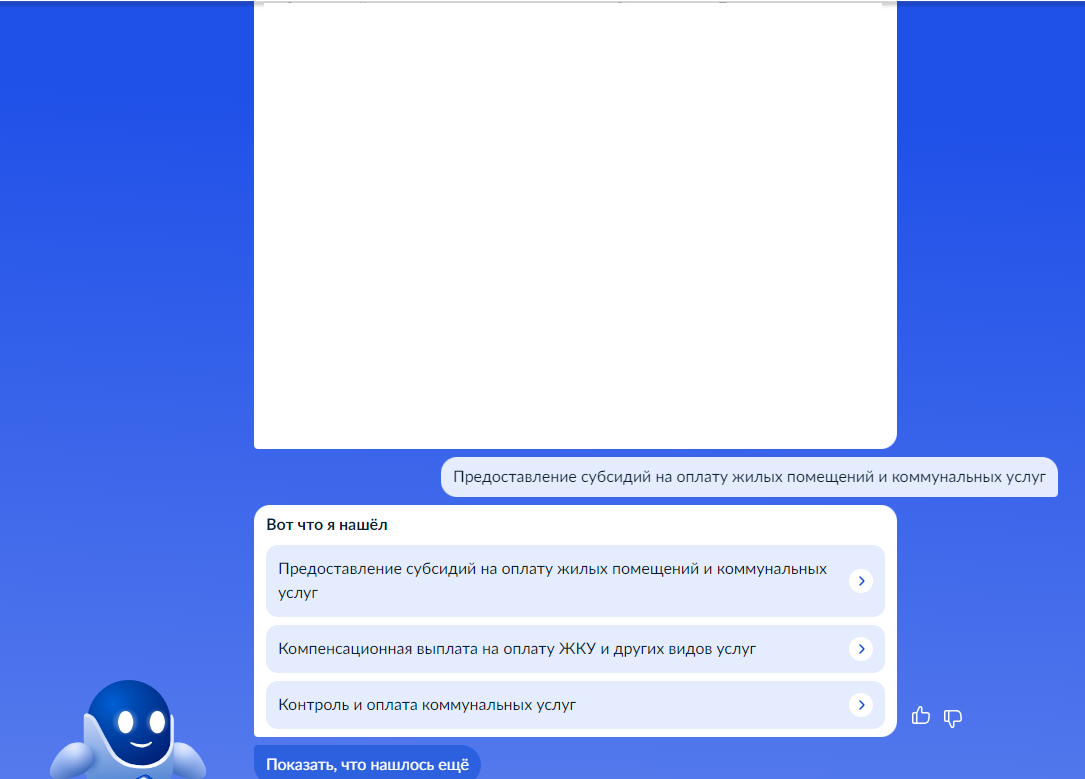 Предоставление субсидий на оплату жилых помещений и коммунальных услуг
Вот что я нашёл
Предоставление субсидий на оплату жилых помещений и коммунальных
услуг
Компенсационная выплата на оплату ЖКУ и других видов услуг
Контроль и оплата коммунальных услуг
Показать, что нашлось ещё